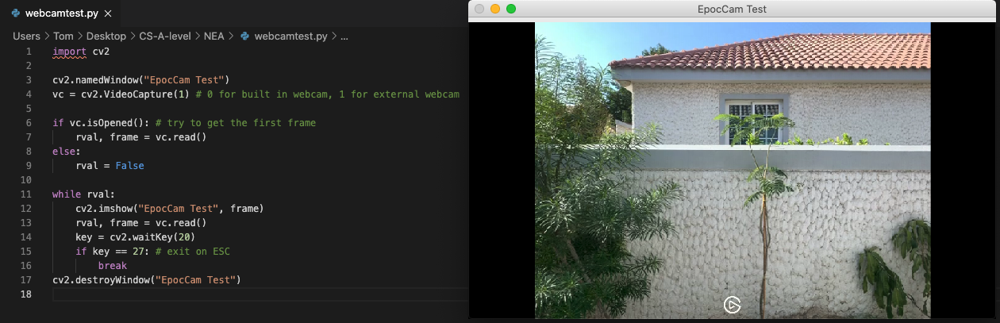 webcamtest.py
Users > Tom > Desktop > CS-A-level > NEA > webcamtest.py > ...
1 import cv2
2
3 cv2.namedWindow("EpocCam Test")
4 vc = cv2.VideoCapture(1) # 0 for built in webcam, 1 for external webcam
5
6 if vc.isOpened(): # try to get the first frame
7     rval, frame = vc.read()
8 else:
9     rval = False
10
11 while rval:
12     cv2.imshow("EpocCam Test", frame)
13     rval, frame = vc.read()
14     key = cv2.waitKey(20)
15     if key == 27: # exit on ESC
16         break
17 cv2.destroyWindow("EpocCam Test")
18
EpocCam Test